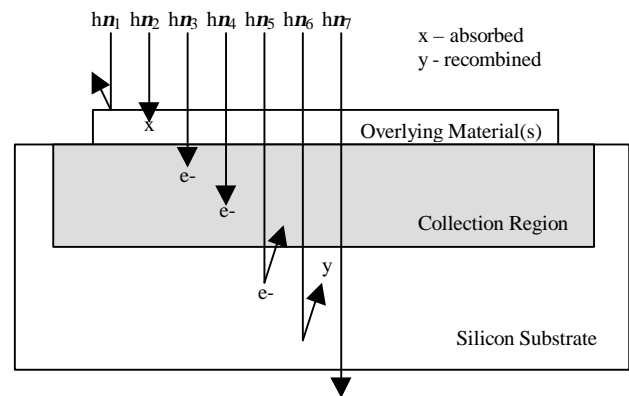 hn₁ hn₂ hn₃ hn₄ hn₅ hn₆ hn₇
x – absorbed
y - recombined
x
Overlying Material(s)
e-
e-
Collection Region
y
e-
Silicon Substrate